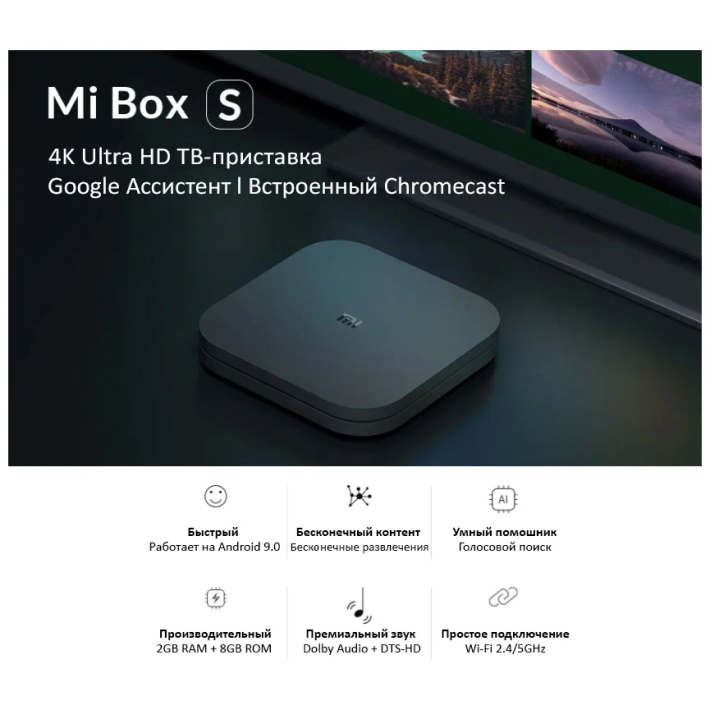 Mi Box S
4K Ultra HD ТВ-приставка
Google Ассистент | Встроенный Chromecast
mi
AI
Быстрый
Работает на Android 9.0
Бесконечный контент
Бесконечные развлечения
Умный помошник
Голосовой поиск
Производительный
2GB RAM + 8GB ROM
Премиальный звук
Dolby Audio + DTS-HD
Простое подключение
Wi-Fi 2.4/5GHz